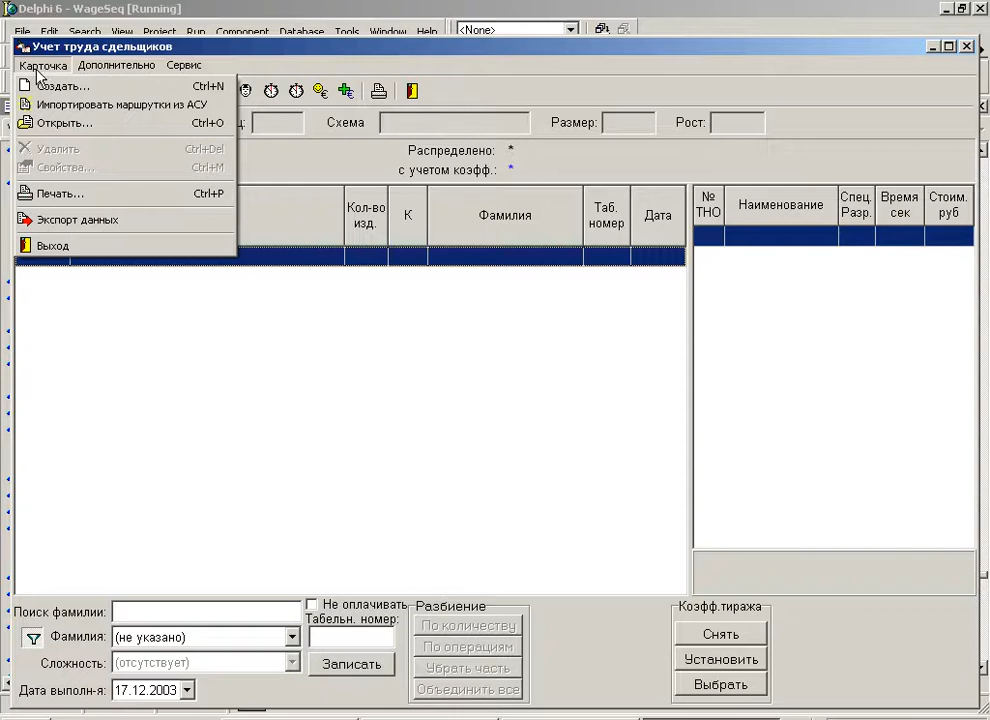 Delphi 6 - WageSeq [Running]
File Edit Search View Project Run Component Database Tools Window Help <None>
Учет труда сдельщиков
Карточка Дополнительно Сервис
Создать... Ctrl+N
Импортировать маршрутки из АСУ
Открыть... Ctrl+O
Удалить Ctrl+Del
Свойства... Ctrl+M
Печать... Ctrl+P
Экспорт данных
Выход
Схема Размер: Рост:
Распределено: *
с учетом коэфф.: *
Кол-во изд. К Фамилия Таб. номер Дата
№ ТНО Наименование Спец. Разр. Время сек Стоим. руб
Поиск фамилии:
Не оплачивать
Табельн. номер:
Фамилия: (не указано)
Сложность: (отсутствует)
Записать
Дата выполн-я: 17.12.2003
Разбиение
По количеству
По операциям
Убрать часть
Объединить все
Коэфф.тиража
Снять
Установить
Выбрать